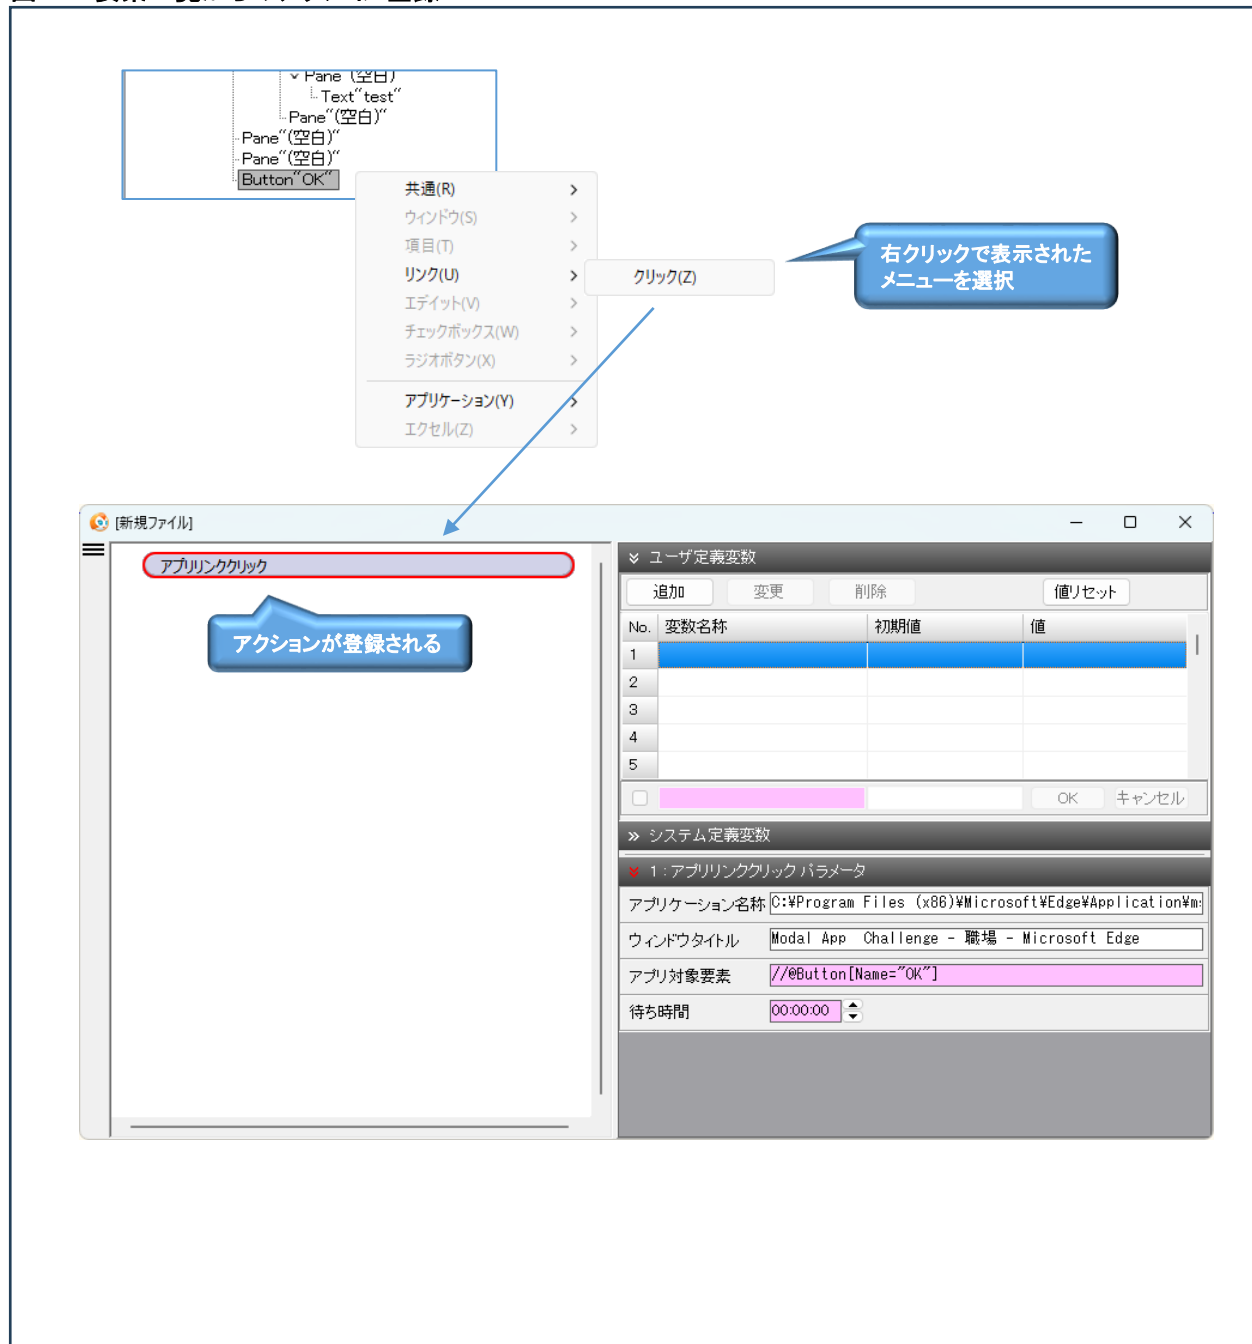 Pane"(空白)"
Text"test"
Pane"(空白)"
Pane"(空白)"
Pane"(空白)"
Button"OK"
共通(R)
ウィンドウ(S)
項目(T)
リンク(U)
エディット(V)
チェックボックス(W)
ラジオボタン(X)
アプリケーション(Y)
エクセル(Z)
クリック(Z)
右クリックで表示された
メニューを選択
[新規ファイル]
アプリリンククリック
アクションが登録される
ユーザ定義変数
追加 変更 削除 値リセット
No. 変数名称 初期値 値
1
2
3
4
5
OK キャンセル
システム定義変数
1:アプリリンククリック パラメータ
アプリケーション名称 C:¥Program Files (x86)¥Microsoft¥Edge¥Application¥m
ウィンドウタイトル Modal App  Challenge - 職場 - Microsoft Edge
アプリ対象要素 //@Button[Name="OK"]
待ち時間 00:00:00